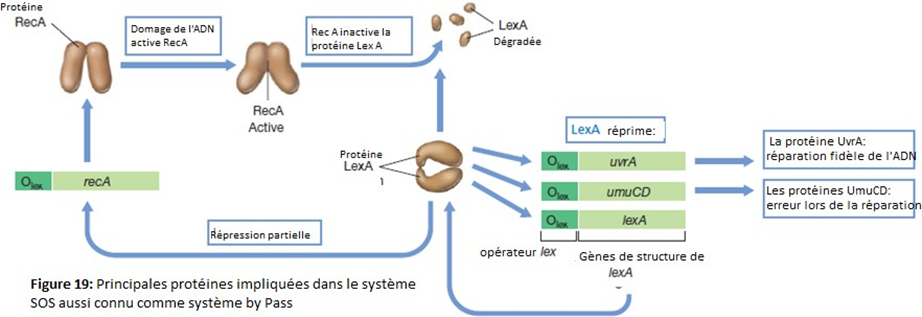 Protéine
RecA
Domage de l'ADN
active RecA
Rec A inactive la
protéine Lex A
LexA
Dégradée
RecA
Active
Protéine
LexA
LexA réprime:
Olex uvrA
La protéine UvrA:
réparation fidèle de l'ADN
Olex recA
Olex umuCD
Les protéines UmuCD:
erreur lors de la réparation
Olex lexA
Répression partielle
opérateur lex
Gènes de structure de
lexA
Figure 19: Principales protéines impliquées dans le système
SOS aussi connu comme système by Pass